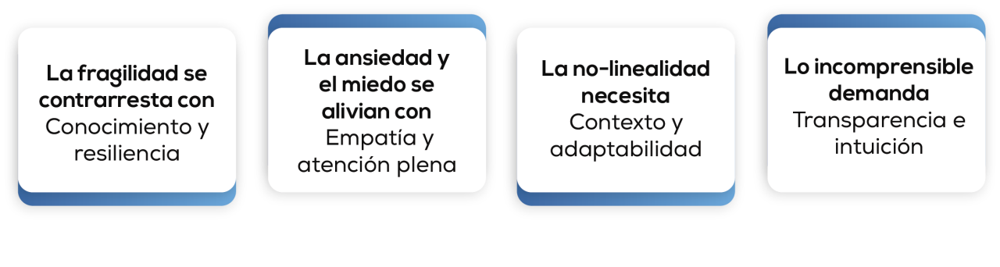 La fragilidad se
contrarresta con
Conocimiento y
resiliencia
La ansiedad y
el miedo se
alivian con
Empatía y
atención plena
La no-linealidad
necesita
Contexto y
adaptabilidad
Lo incomprensible
demanda
Transparencia e
intuición